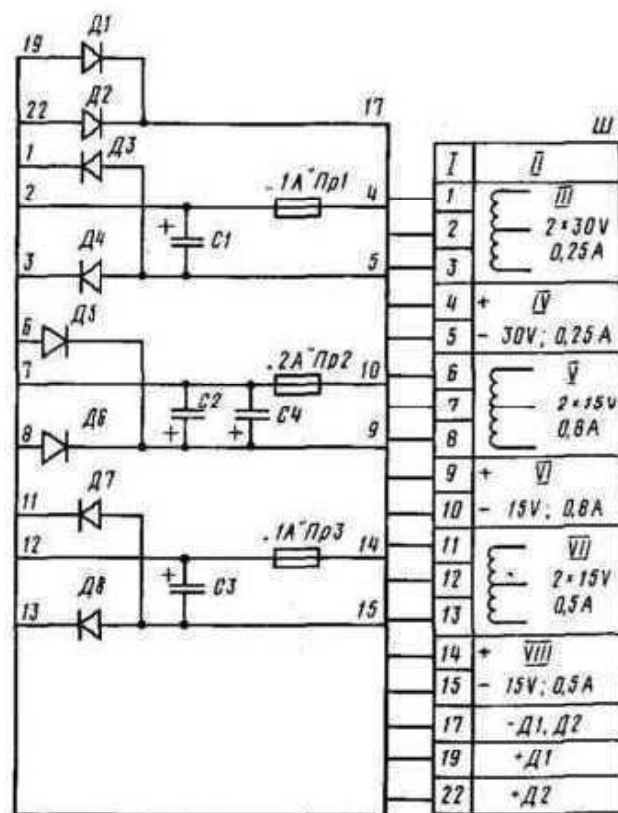 19 Д1
22 Д2 17
1 Д3
2 1А Пр1 4
+ С1
3 Д4 5
6 Д5
7 2А Пр2 10
С2 С4
+ +
8 Д6 9
11 Д7
12 1А Пр3 14
+ С3
13 Д8 15
Ш
I II
1 III
2 2×30V
3 0,25А
4 + IV
5 - 30V; 0,25А
6 V
7 2×15V
8 0,8А
9 + VI
10 - 15V; 0,8А
11 VII
12 2×15V
13 0,5А
14 + VIII
15 - 15V; 0,5А
17 -Д1, Д2
19 +Д1
22 +Д2